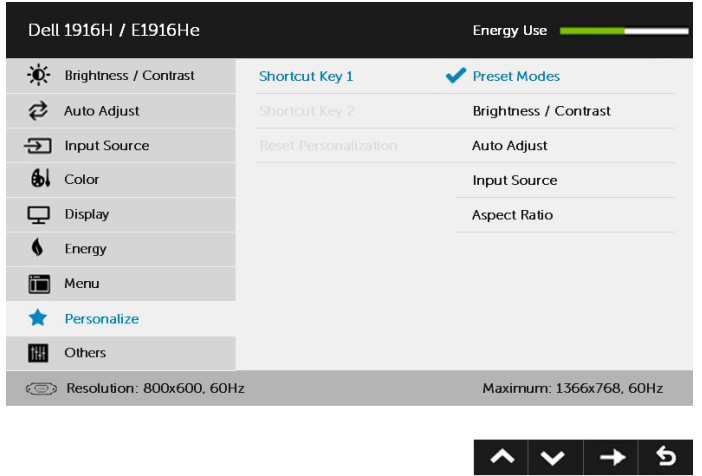 Dell 1916H / E1916He
Energy Use
Brightness / Contrast
Shortcut Key 1
Preset Modes
Auto Adjust
Shortcut Key 2
Brightness / Contrast
Input Source
Reset Personalization
Auto Adjust
Color
Input Source
Display
Aspect Ratio
Energy
Menu
Personalize
Others
Resolution: 800x600, 60Hz
Maximum: 1366x768, 60Hz